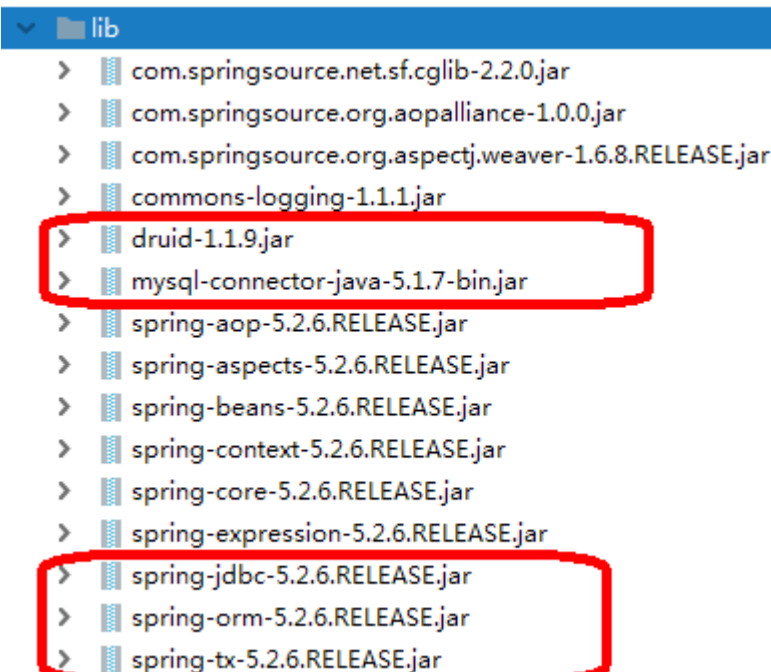 lib
com.springsource.net.sf.cglib-2.2.0.jar
com.springsource.org.aopalliance-1.0.0.jar
com.springsource.org.aspectj.weaver-1.6.8.RELEASE.jar
commons-logging-1.1.1.jar
druid-1.1.9.jar
mysql-connector-java-5.1.7-bin.jar
spring-aop-5.2.6.RELEASE.jar
spring-aspects-5.2.6.RELEASE.jar
spring-beans-5.2.6.RELEASE.jar
spring-context-5.2.6.RELEASE.jar
spring-core-5.2.6.RELEASE.jar
spring-expression-5.2.6.RELEASE.jar
spring-jdbc-5.2.6.RELEASE.jar
spring-orm-5.2.6.RELEASE.jar
spring-tx-5.2.6.RELEASE.jar